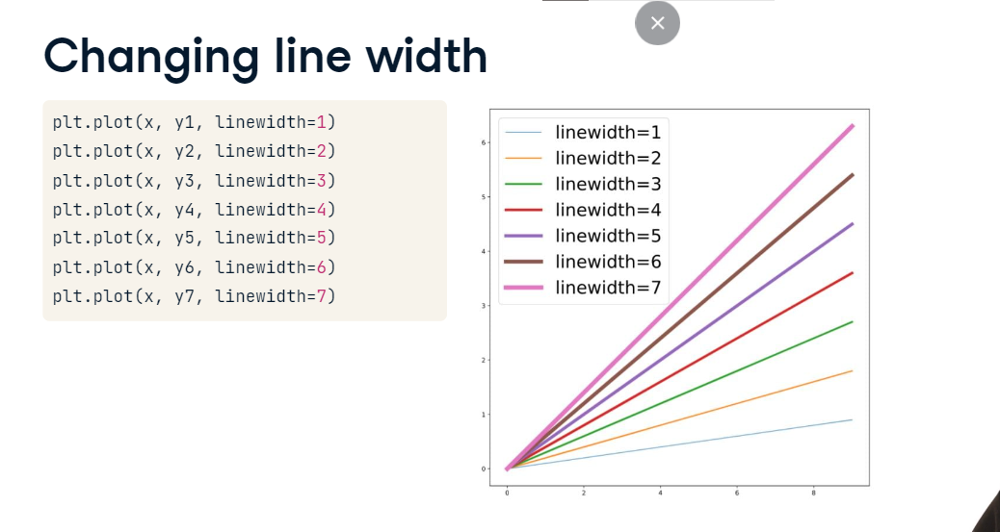 Changing line width
plt.plot(x, y1, linewidth=1)
plt.plot(x, y2, linewidth=2)
plt.plot(x, y3, linewidth=3)
plt.plot(x, y4, linewidth=4)
plt.plot(x, y5, linewidth=5)
plt.plot(x, y6, linewidth=6)
plt.plot(x, y7, linewidth=7)
linewidth=1
linewidth=2
linewidth=3
linewidth=4
linewidth=5
linewidth=6
linewidth=7
6
5
4
3
2
1
0
0 2 4 6 8